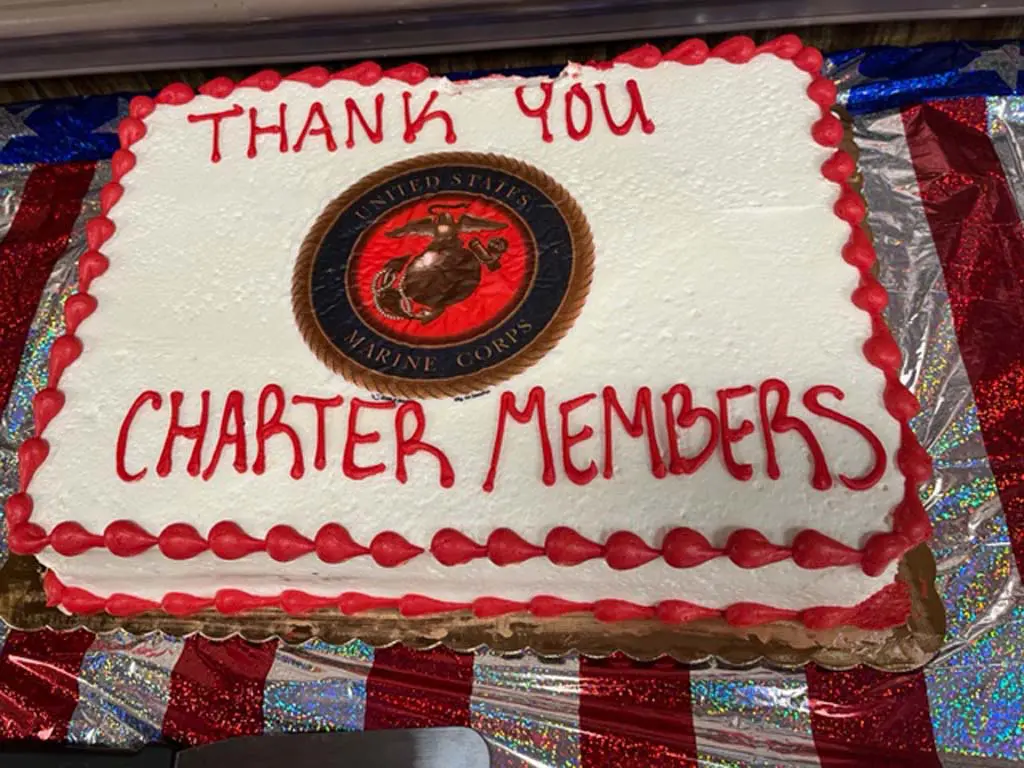 THANK YOU
UNITED STATES
MARINE CORPS
CHARTER MEMBERS